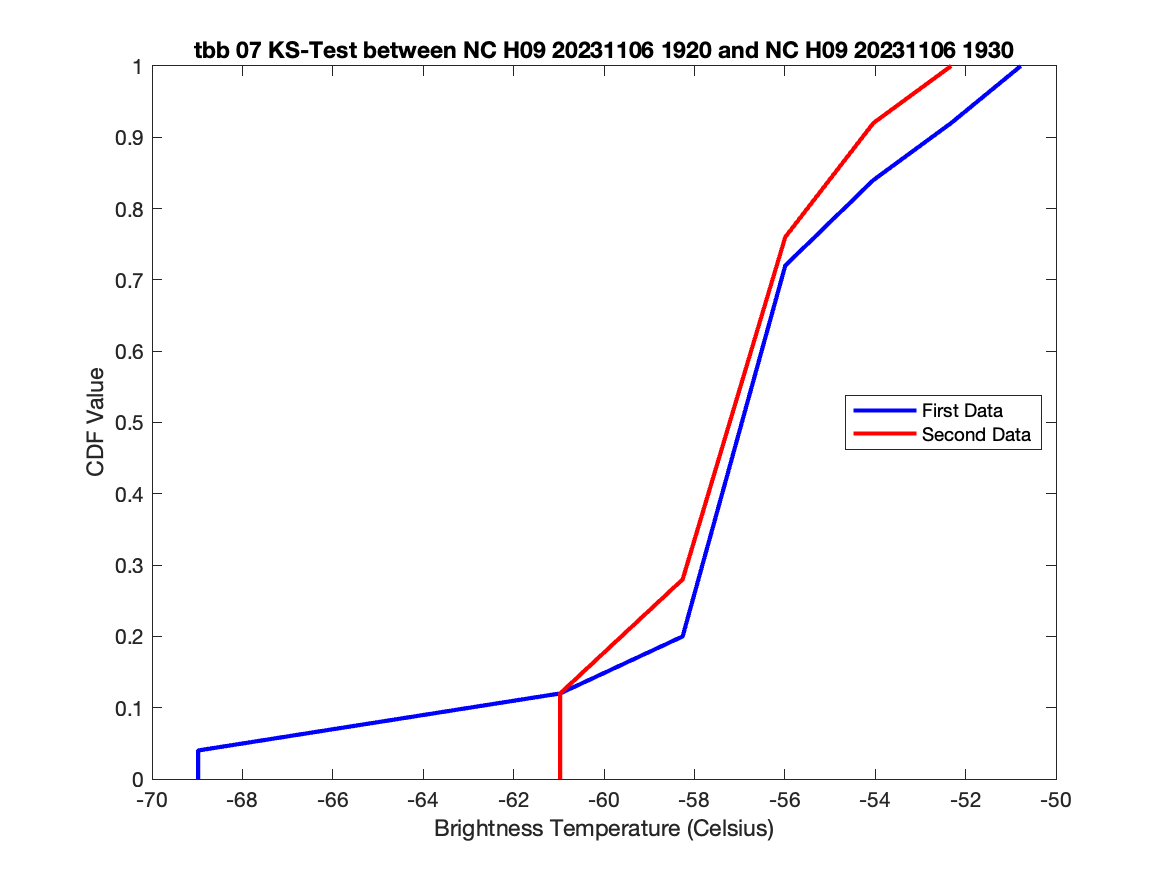 tbb 07 KS-Test between NC H09 20231106 1920 and NC H09 20231106 1930
1
0.9
0.8
0.7
0.6
0.5
0.4
0.3
0.2
0.1
0
CDF Value
First Data
Second Data
-70 -68 -66 -64 -62 -60 -58 -56 -54 -52 -50
Brightness Temperature (Celsius)